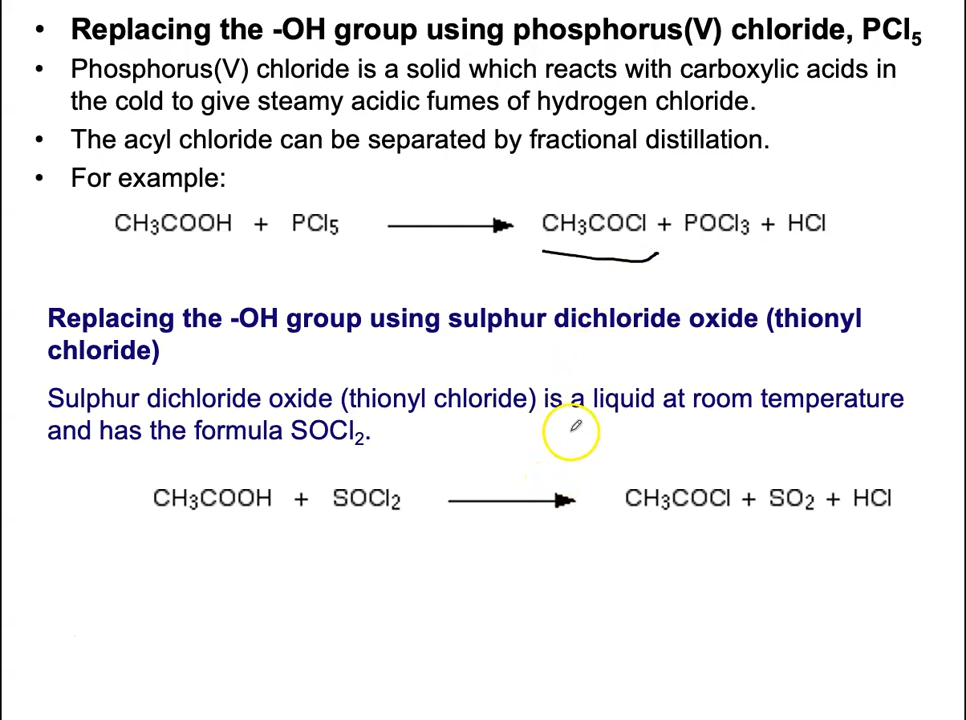 • Replacing the -OH group using phosphorus(V) chloride, PCl₅
• Phosphorus(V) chloride is a solid which reacts with carboxylic acids in
the cold to give steamy acidic fumes of hydrogen chloride.
• The acyl chloride can be separated by fractional distillation.
• For example:
CH₃COOH + PCl₅ → CH₃COCl + POCl₃ + HCl
Replacing the -OH group using sulphur dichloride oxide (thionyl
chloride)
Sulphur dichloride oxide (thionyl chloride) is a liquid at room temperature
and has the formula SOCl₂.
CH₃COOH + SOCl₂ → CH₃COCl + SO₂ + HCl